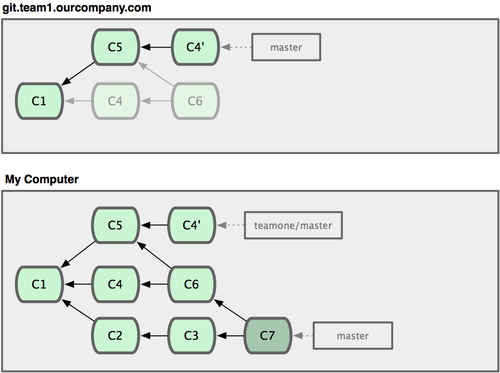 git.team1.ourcompany.com
C5 C4' master
C1 C4 C6
My Computer
C5 C4' teamone/master
C1 C4 C6
C2 C3 C7 master